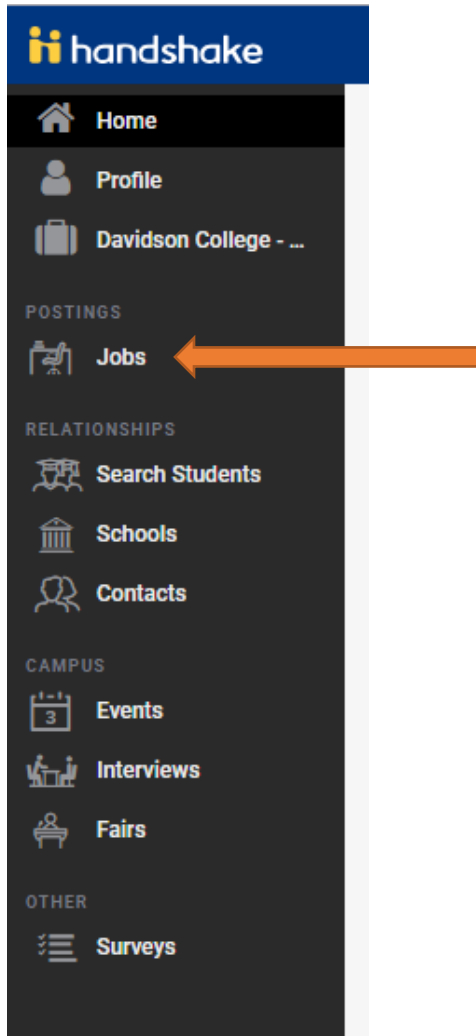 handshake
Home
Profile
Davidson College - ...
POSTINGS
Jobs
RELATIONSHIPS
Search Students
Schools
Contacts
CAMPUS
3
Events
Interviews
Fairs
OTHER
Surveys